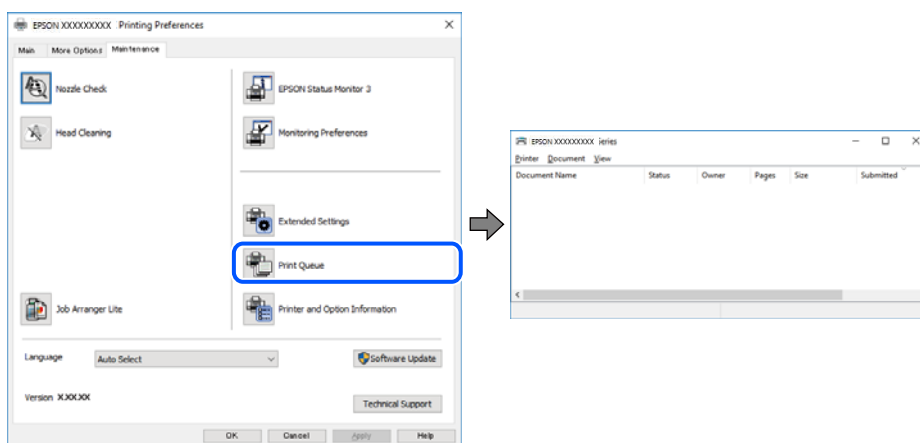 EPSON XXXXXXXXX Printing Preferences
Main More Options Maintenance
Nozzle Check
EPSON Status Monitor 3
Head Cleaning
Monitoring Preferences
Extended Settings
Print Queue
Job Arranger Lite
Printer and Option Information
Language Auto Select Software Update
Version X.XX.XX
Technical Support
OK Cancel Apply Help
EPSON XXXXXXXXX ieries
Printer Document View
Document Name Status Owner Pages Size Submitted